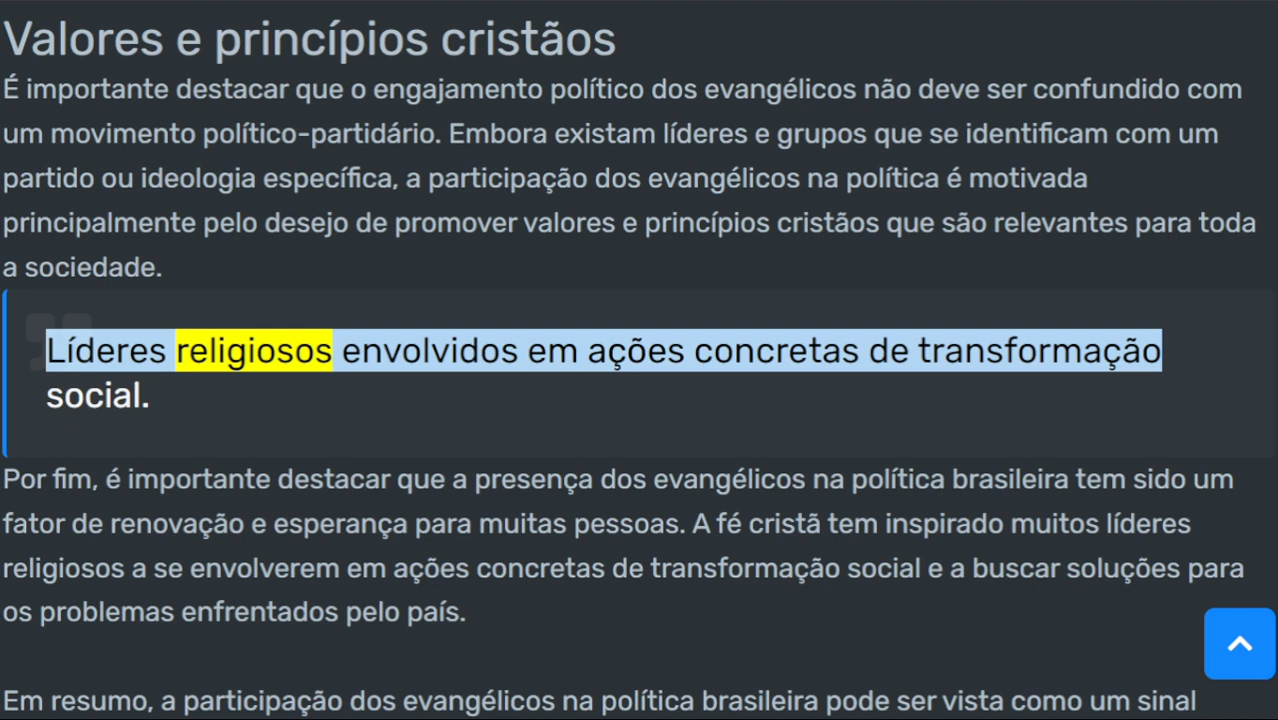 Valores e princípios cristãos
É importante destacar que o engajamento político dos evangélicos não deve ser confundido com
um movimento político-partidário. Embora existam líderes e grupos que se identificam com um
partido ou ideologia específica, a participação dos evangélicos na política é motivada
principalmente pelo desejo de promover valores e princípios cristãos que são relevantes para toda
a sociedade.
Líderes religiosos envolvidos em ações concretas de transformação
social.
Por fim, é importante destacar que a presença dos evangélicos na política brasileira tem sido um
fator de renovação e esperança para muitas pessoas. A fé cristã tem inspirado muitos líderes
religiosos a se envolverem em ações concretas de transformação social e a buscar soluções para
os problemas enfrentados pelo país.
Em resumo, a participação dos evangélicos na política brasileira pode ser vista como um sinal